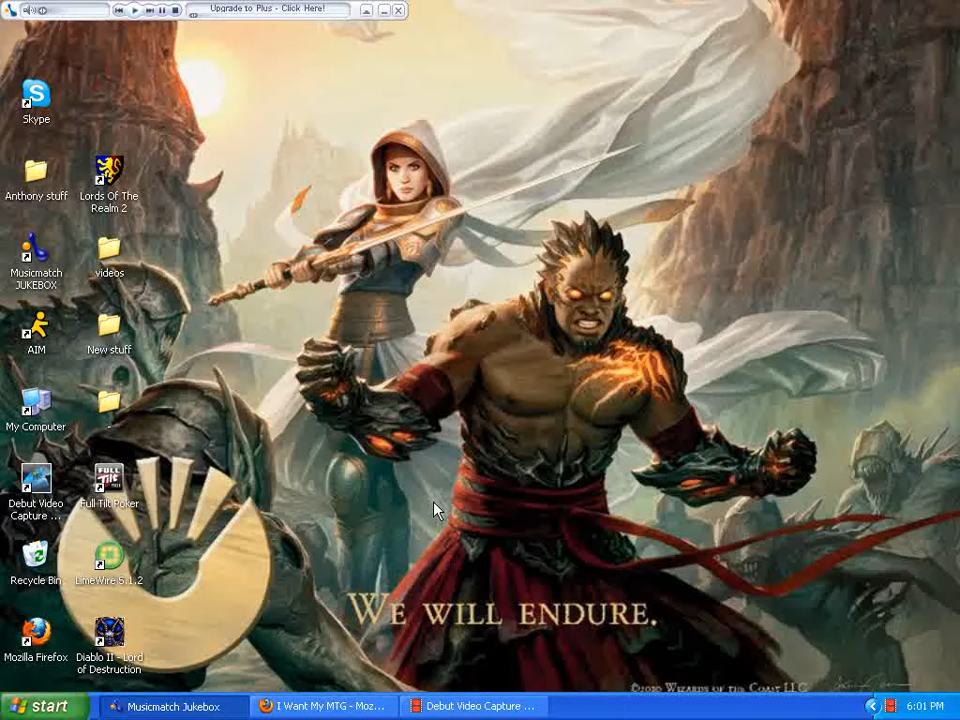 Upgrade to Plus - Click Here!
Skype
Anthony stuff
Lords Of The
Realm 2
Musicmatch
JUKEBOX
videos
AIM
New stuff
My Computer
Debut Video
Capture ...
FULL
TILT
Full Tilt Poker
Recycle Bin
LimeWire 5.1.2
Mozilla Firefox
Diablo II - Lord
of Destruction
WE WILL ENDURE.
©2010 WIZARDS OF THE COAST LLC
start
Musicmatch Jukebox
I Want My MTG - Moz...
Debut Video Capture ...
6:01 PM